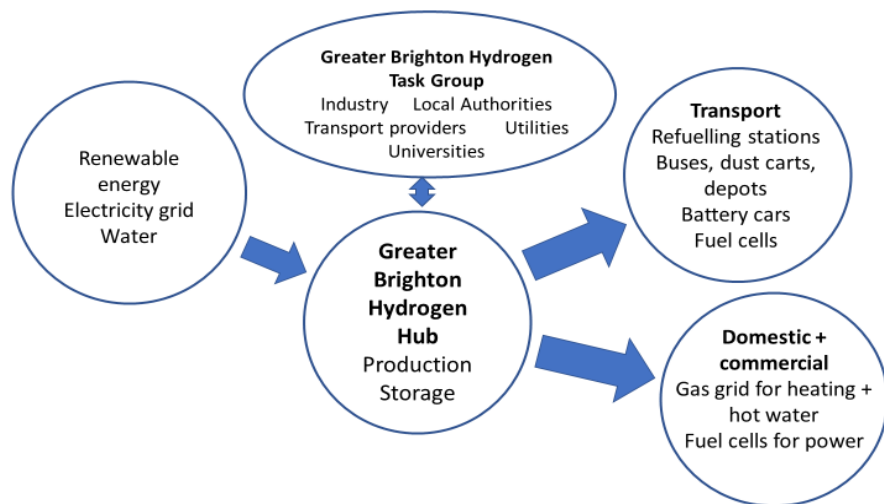 Greater Brighton Hydrogen
Task Group
Industry Local Authorities
Transport providers Utilities
Universities
Renewable
energy
Electricity grid
Water
Greater
Brighton
Hydrogen
Hub
Production
Storage
Transport
Refuelling stations
Buses, dust carts,
depots
Battery cars
Fuel cells
Domestic +
commercial
Gas grid for heating +
hot water
Fuel cells for power